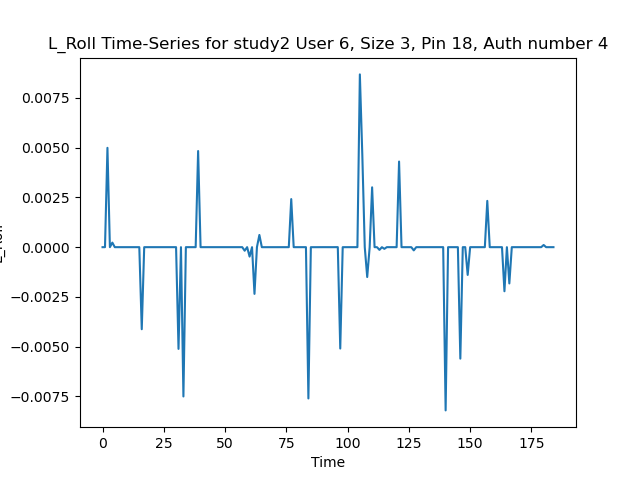 L_Roll Time-Series for study2 User 6, Size 3, Pin 18, Auth number 4
0.0075
0.0050
0.0025
0.0000
−0.0025
−0.0050
−0.0075
L_Roll
0 25 50 75 100 125 150 175
Time